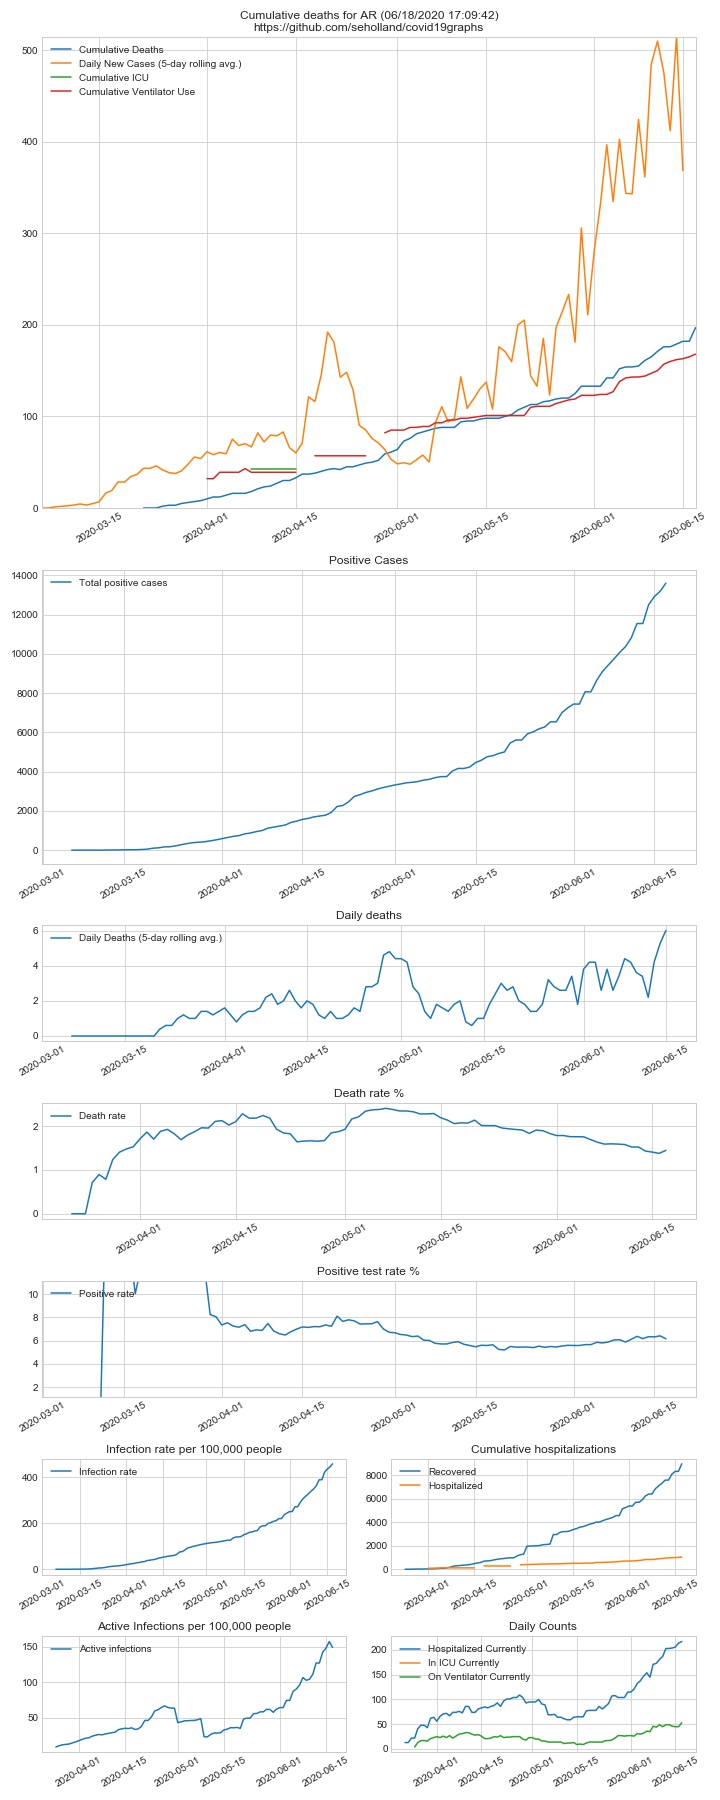 Cumulative deaths for AR (06/18/2020 17:09:42)
https://github.com/seholland/covid19graphs
Cumulative Deaths
Daily New Cases (5-day rolling avg.)
Cumulative ICU
Cumulative Ventilator Use
500
400
300
200
100
0
2020-03-15 2020-04-01 2020-04-15 2020-05-01 2020-05-15 2020-06-01 2020-06-15
Positive Cases
Total positive cases
14000
12000
10000
8000
6000
4000
2000
0
2020-03-01 2020-03-15 2020-04-01 2020-04-15 2020-05-01 2020-05-15 2020-06-01 2020-06-15
Daily deaths
Daily Deaths (5-day rolling avg.)
6
4
2
0
2020-03-01 2020-03-15 2020-04-01 2020-04-15 2020-05-01 2020-05-15 2020-06-01 2020-06-15
Death rate %
Death rate
2
1
0
2020-04-01 2020-04-15 2020-05-01 2020-05-15 2020-06-01 2020-06-15
Positive test rate %
Positive rate
10
8
6
4
2
2020-03-01 2020-03-15 2020-04-01 2020-04-15 2020-05-01 2020-05-15 2020-06-01 2020-06-15
Infection rate per 100,000 people
Infection rate
400
200
0
2020-03-01 2020-03-15 2020-04-01 2020-04-15 2020-05-01 2020-05-15 2020-06-01 2020-06-15
Cumulative hospitalizations
Recovered
Hospitalized
8000
6000
4000
2000
0
2020-04-01 2020-04-15 2020-05-01 2020-05-15 2020-06-01 2020-06-15
Active Infections per 100,000 people
Active infections
150
100
50
2020-04-01 2020-04-15 2020-05-01 2020-05-15 2020-06-01 2020-06-15
Daily Counts
Hospitalized Currently
In ICU Currently
On Ventilator Currently
200
150
100
50
0
2020-04-01 2020-04-15 2020-05-01 2020-05-15 2020-06-01 2020-06-15